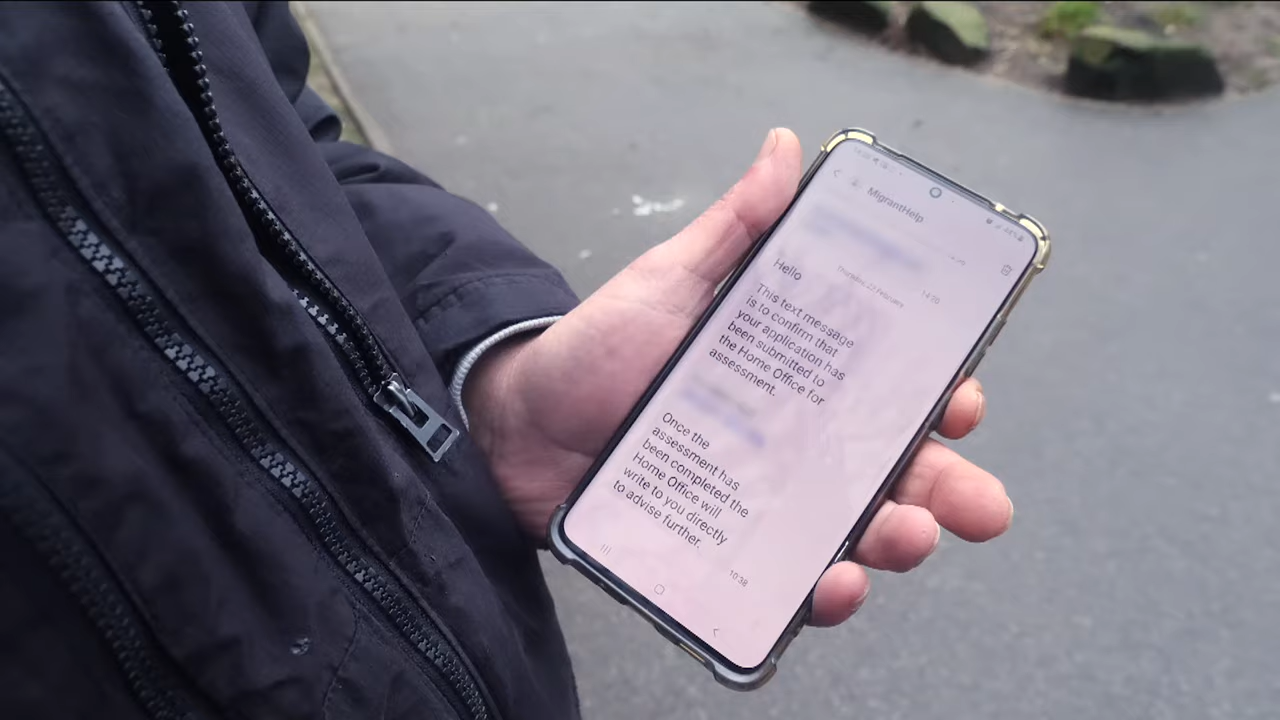 MigrantHelp
Thursday, 22 February
14:20
Hello
This text message
is to confirm that
your application has
been submitted to
the Home Office for
assessment.
Once the
assessment has
been completed the
Home Office will
write to you directly
to advise further.
10:38